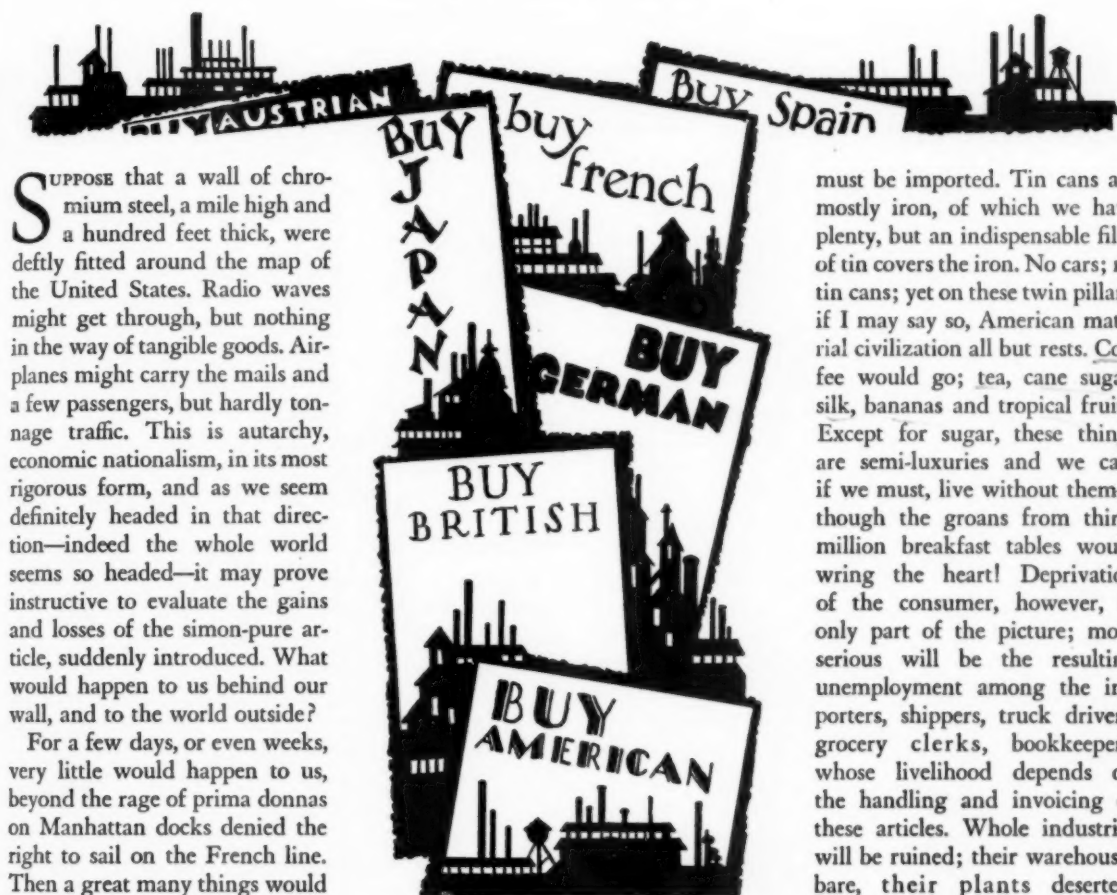 BUY AUSTRIAN
BUY
JAPAN
buy
french
Buy Spain
BUY
GERMAN
BUY
BRITISH
BUY
AMERICAN
SUPPOSE that a wall of chro-
mium steel, a mile high and
a hundred feet thick, were
deftly fitted around the map of
the United States. Radio waves
might get through, but nothing
in the way of tangible goods. Air-
planes might carry the mails and
a few passengers, but hardly ton-
nage traffic. This is autarchy,
economic nationalism, in its most
rigorous form, and as we seem
definitely headed in that direc-
tion—indeed the whole world
seems so headed—it may prove
instructive to evaluate the gains
and losses of the simon-pure ar-
ticle, suddenly introduced. What
would happen to us behind our
wall, and to the world outside?
For a few days, or even weeks,
very little would happen to us,
beyond the rage of prima donnas
on Manhattan docks denied the
right to sail on the French line.
Then a great many things would
must be imported. Tin cans a
mostly iron, of which we ha
plenty, but an indispensable fil
of tin covers the iron. No cars; n
tin cans; yet on these twin pillar
if I may say so, American mat
rial civilization all but rests. Co
fee would go; tea, cane suga
silk, bananas and tropical frui
Except for sugar, these thin
are semi-luxuries and we ca
if we must, live without them
though the groans from thir
million breakfast tables wou
wring the heart! Deprivatio
of the consumer, however,
only part of the picture; mo
serious will be the resultin
unemployment among the i
porters, shippers, truck driver
grocery clerks, bookkeeper
whose livelihood depends o
the handling and invoicing
these articles. Whole industri
will be ruined; their warehous
bare, their plants deserte